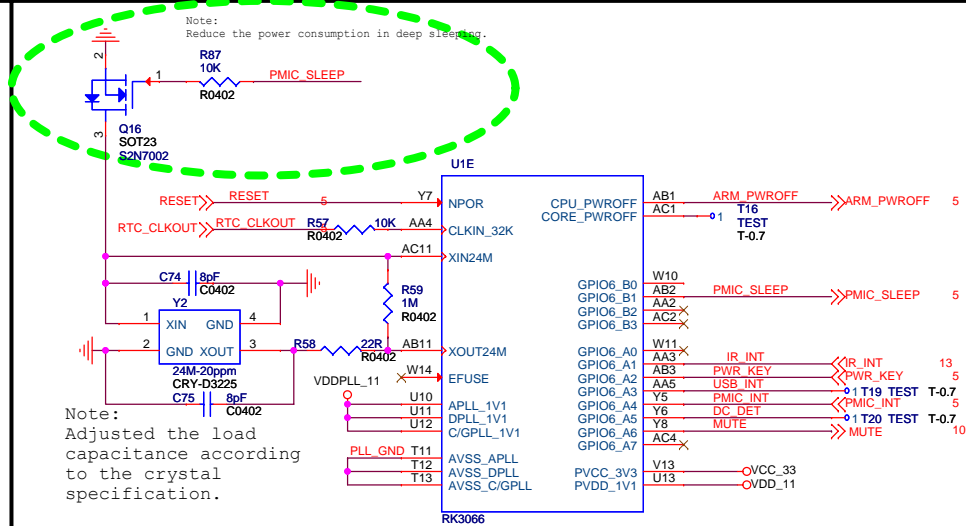 Note:
Reduce the power consumption in deep sleeping.
2
R87
10K
1
PMIC_SLEEP
R0402
Q16
SOT23
S2N7002
3
U1E
RESET
RESET
5
Y7
NPOR
RTC_CLKOUT
RTC_CLKOUT
R57
10K
R0402
AA4
CLKIN_32K
AC11
XIN24M
C74
8pF
C0402
Y2
1
XIN
GND
4
2
GND
XOUT
3
24M-20ppm
CRY-D3225
C75
8pF
C0402
R59
1M
R0402
R58
22R
R0402
AB11
XOUT24M
VDDPLL_11
W14
EFUSE
U10
APLL_1V1
U11
DPLL_1V1
U12
C/GPLL_1V1
PLL_GND
T11
AVSS_APLL
T12
AVSS_DPLL
T13
AVSS_C/GPLL
Note:
Adjusted the load
capacitance according
to the crystal
specification.
RK3066
CPU_PWROFF
AB1
ARM_PWROFF
ARM_PWROFF
5
CORE_PWROFF
AC1
1
T16
TEST
T-0.7
GPIO6_B0
W10
GPIO6_B1
AB2
PMIC_SLEEP
PMIC_SLEEP
5
GPIO6_B2
AA2
GPIO6_B3
AC2
GPIO6_A0
W11
GPIO6_A1
AA3
IR_INT
IR_INT
13
GPIO6_A2
AB3
PWR_KEY
PWR_KEY
5
GPIO6_A3
AA5
USB_INT
1 T19 TEST T-0.7
GPIO6_A4
Y5
PMIC_INT
PMIC_INT
5
GPIO6_A5
Y6
DC_DET
1 T20 TEST T-0.7
GPIO6_A6
Y8
MUTE
MUTE
10
GPIO6_A7
AC4
PVCC_3V3
V13
VCC_33
PVDD_1V1
U13
VDD_11